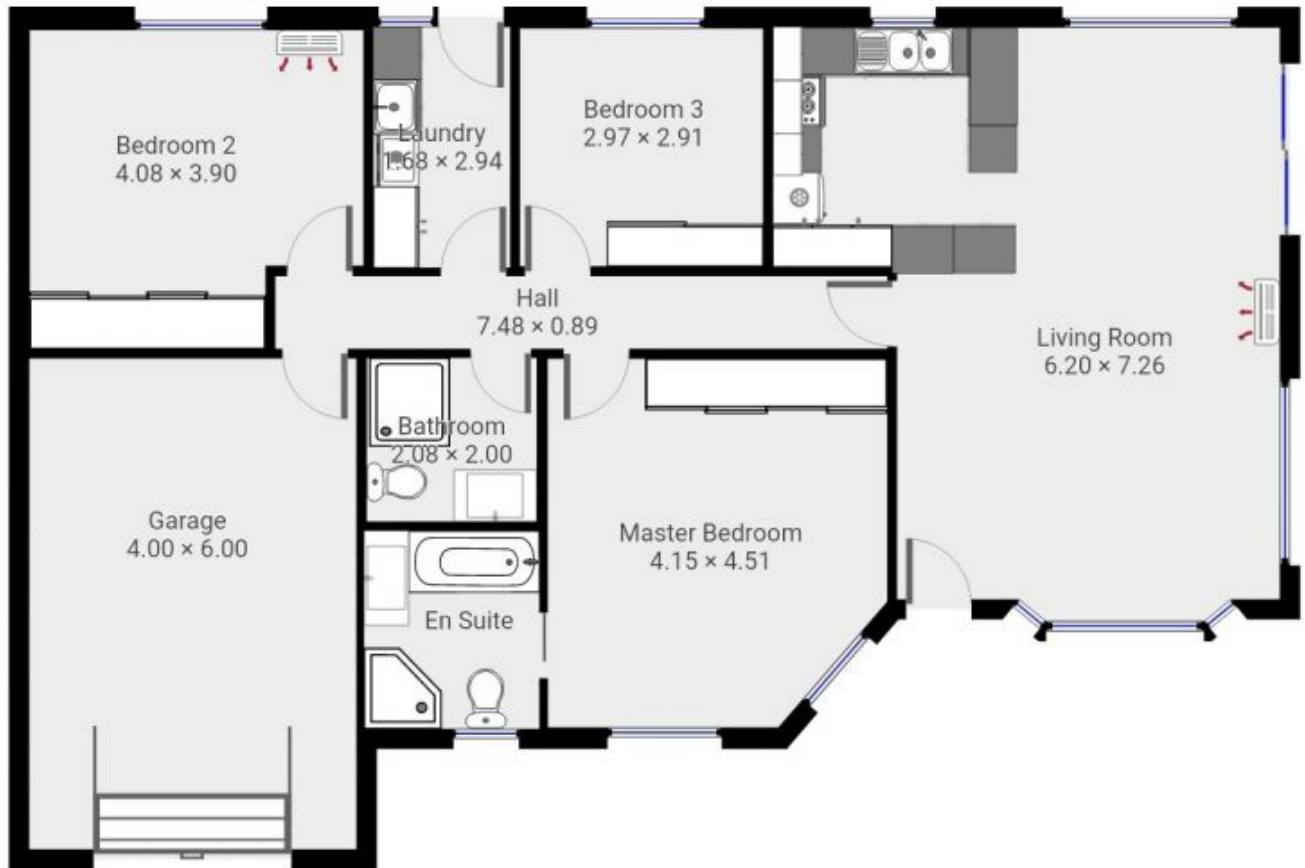 Bedroom 2
4.08 × 3.90
Laundry
1.68 × 2.94
Bedroom 3
2.97 × 2.91
Hall
7.48 × 0.89
Living Room
6.20 × 7.26
Bathroom
2.08 × 2.00
Garage
4.00 × 6.00
Master Bedroom
4.15 × 4.51
En Suite